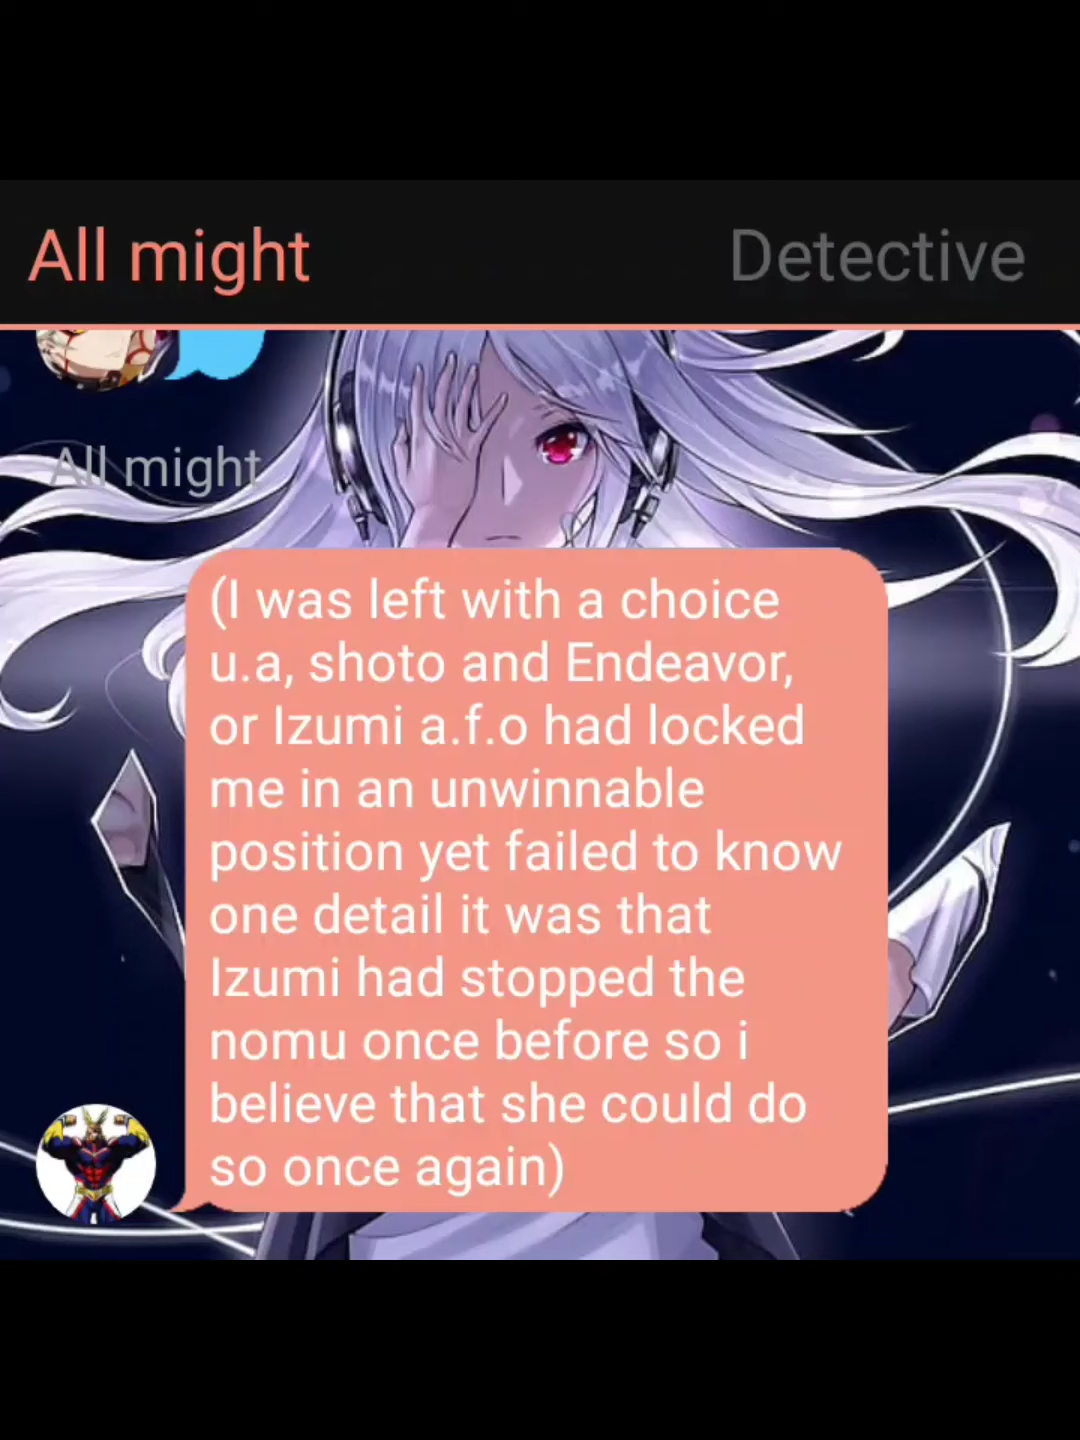 All might
Detective
All might
(I was left with a choice
u.a, shoto and Endeavor,
or Izumi a.f.o had locked
me in an unwinnable
position yet failed to know
one detail it was that
Izumi had stopped the
nomu once before so i
believe that she could do
so once again)